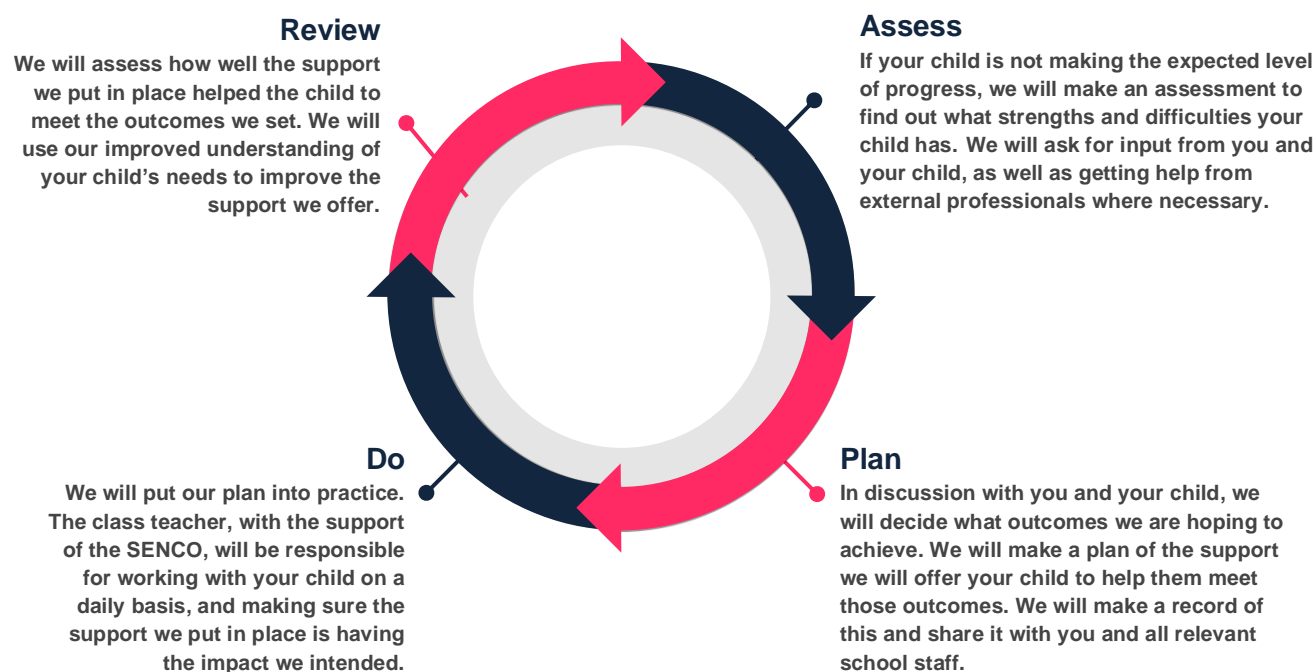 Review
We will assess how well the support
we put in place helped the child to
meet the outcomes we set. We will
use our improved understanding of
your child’s needs to improve the
support we offer.
Assess
If your child is not making the expected level
of progress, we will make an assessment to
find out what strengths and difficulties your
child has. We will ask for input from you and
your child, as well as getting help from
external professionals where necessary.
Do
We will put our plan into practice.
The class teacher, with the support
of the SENCO, will be responsible
for working with your child on a
daily basis, and making sure the
support we put in place is having
the impact we intended.
Plan
In discussion with you and your child, we
will decide what outcomes we are hoping to
achieve. We will make a plan of the support
we will offer your child to help them meet
those outcomes. We will make a record of
this and share it with you and all relevant
school staff.